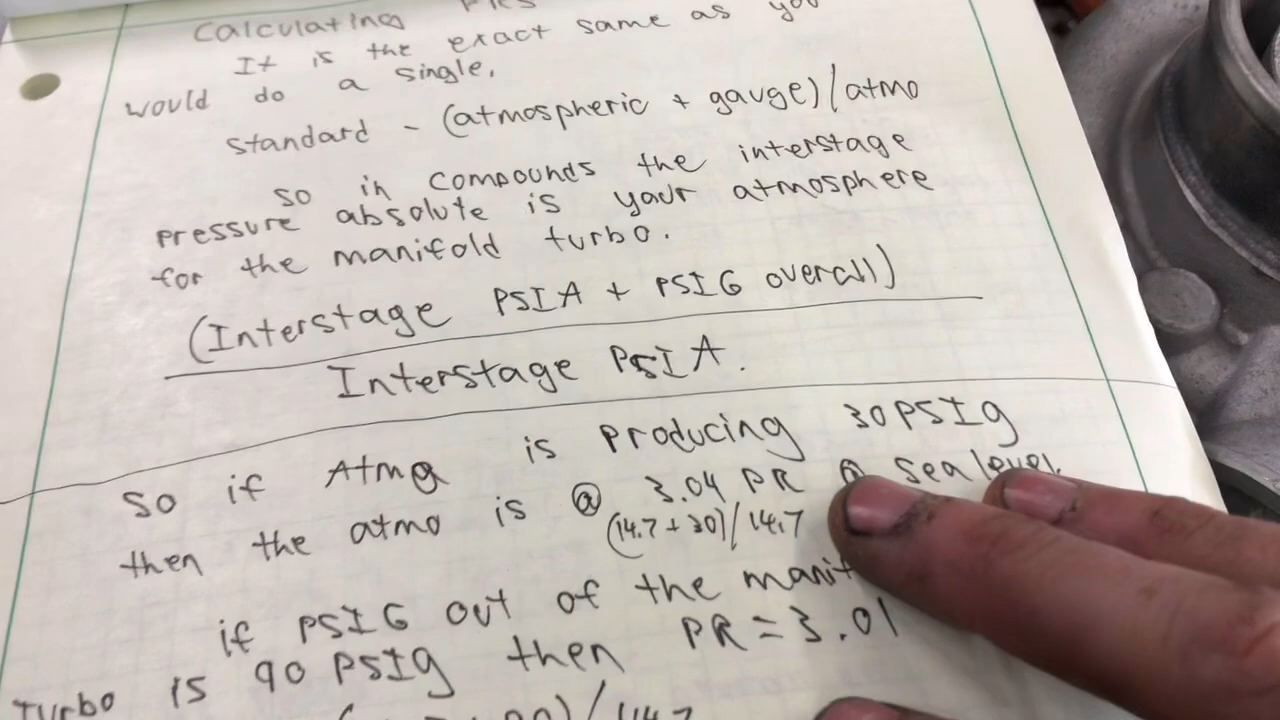 Calculating PRs
It is the exact same as you
would do a single.
Standard - (atmospheric + gauge)/atmo
so in compounds the interstage
pressure absolute is your atmosphere
for the manifold turbo.
(Interstage PSIA + PSIG overall)
Interstage PSIA.
So if Atmo is producing 30PSIg
then the atmo is @ 3.04 PR @ sea level
(14.7+30)/14.7
if PSIG out of the
Turbo is 90 PSIg then PR = 3.01